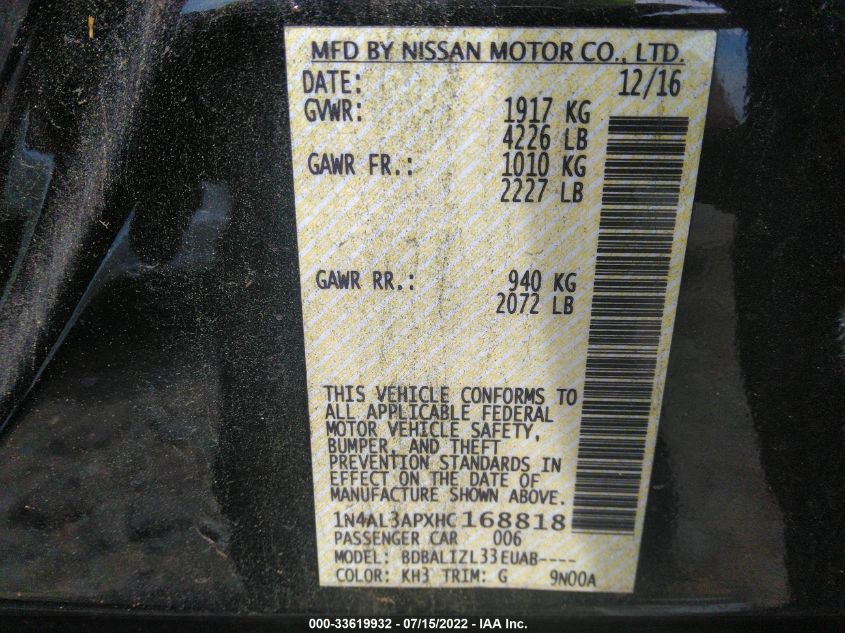 MFD BY NISSAN MOTOR CO., LTD.
DATE: 12/16
GVWR: 1917 KG
4226 LB
GAWR FR.: 1010 KG
2227 LB
GAWR RR.: 940 KG
2072 LB
THIS VEHICLE CONFORMS TO
ALL APPLICABLE FEDERAL
MOTOR VEHICLE SAFETY,
BUMPER, AND THEFT
PREVENTION STANDARDS IN
EFFECT ON THE DATE OF
MANUFACTURE SHOWN ABOVE.
1N4AL3APXHC168818
PASSENGER CAR 006
MODEL: BDBALIZL33EUAB----
COLOR: KH3 TRIM: G 9N00A
000-33619932 - 07/15/2022 - IAA Inc.